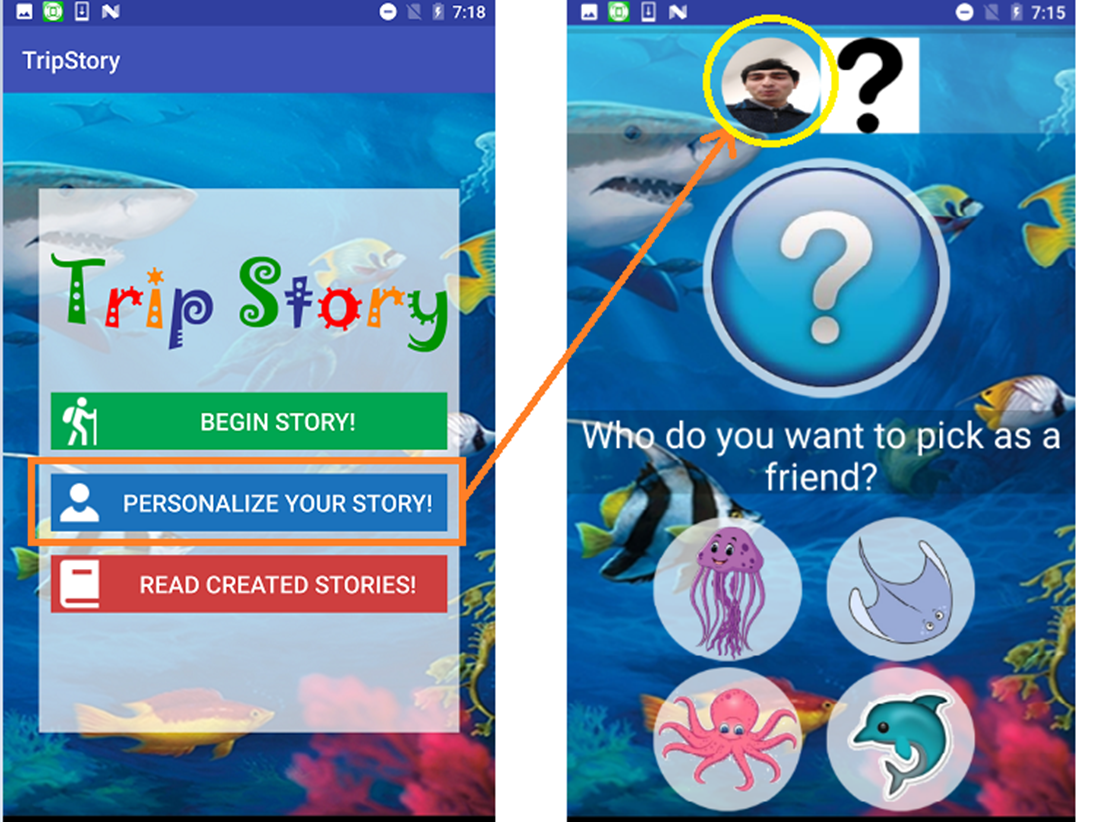 7:18
TripStory
Trip Story
BEGIN STORY!
PERSONALIZE YOUR STORY!
READ CREATED STORIES!
7:15
?
?
Who do you want to pick as a
friend?